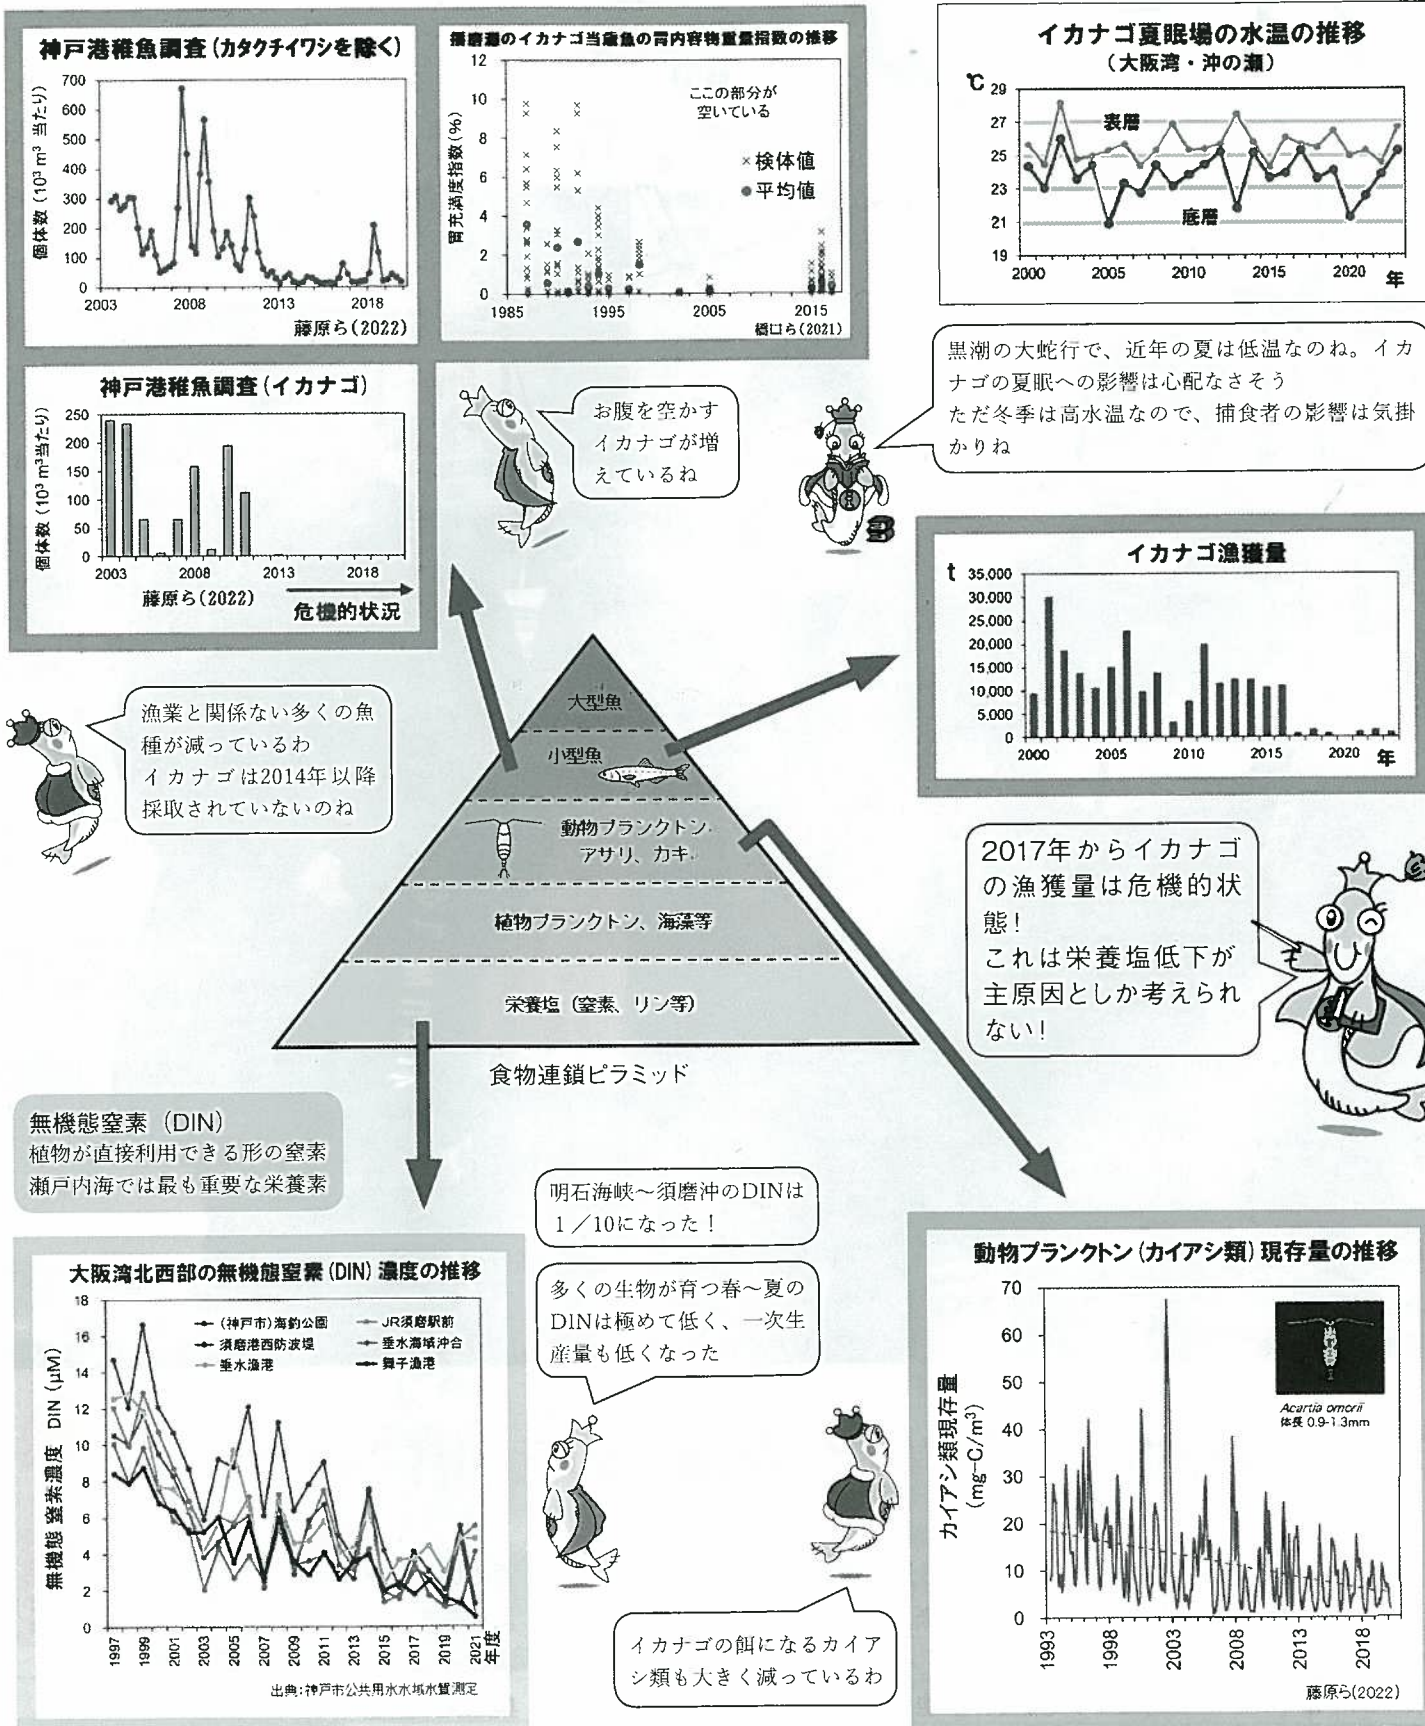 神戸港稚魚調査(カタクチイワシを除く)
個体数 (10³ m³ 当たり)
700
600
500
400
300
200
100
0
2003 2008 2013 2018
藤原ら(2022)
播磨灘のイカナゴ当歳魚の胃内容物重量指数の推移
胃充満度指数(%)
12
10
8
6
4
2
0
ここの部分が
空いている
×検体値
●平均値
1985 1995 2005 2015
橋口ら(2021)
イカナゴ夏眠場の水温の推移
(大阪湾・沖の瀬)
℃
29
27
25
23
21
19
表層
底層
2000 2005 2010 2015 2020
年
神戸港稚魚調査(イカナゴ)
個体数 (10³ m³当たり)
250
200
150
100
50
0
2003 2008 2013 2018
藤原ら(2022)
危機的状況
お腹を空かす
イカナゴが増
えているね
黒潮の大蛇行で、近年の夏は低温なのね。イカ
ナゴの夏眠への影響は心配なさそう
ただ冬季は高水温なので、捕食者の影響は気掛
かりね
イカナゴ漁獲量
t
35,000
30,000
25,000
20,000
15,000
10,000
5,000
0
2000 2005 2010 2015 2020
年
漁業と関係ない多くの魚
種が減っているわ
イカナゴは2014年以降
採取されていないのね
大型魚
小型魚
動物プランクトン、
アサリ、カキ
植物プランクトン、海藻等
栄養塩(窒素、リン等)
食物連鎖ピラミッド
2017年からイカナゴ
の漁獲量は危機的状
態!
これは栄養塩低下が
主原因としか考えられ
ない!
無機態窒素(DIN)
植物が直接利用できる形の窒素
瀬戸内海では最も重要な栄養素
明石海峡～須磨沖のDINは
1/10になった!
多くの生物が育つ春～夏の
DINは極めて低く、一次生
産量も低くなった
大阪湾北西部の無機態窒素(DIN)濃度の推移
無機態 窒素濃度 DIN (μM)
18
16
14
12
10
8
6
4
2
0
(神戸市)海釣公園
JR須磨駅前
須磨港西防波堤
垂水海域沖合
垂水漁港
舞子漁港
1997 1999 2001 2003 2005 2007 2009 2011 2013 2015 2017 2019 2021
年度
出典:神戸市公共用水水域水質測定
イカナゴの餌になるカイア
シ類も大きく減っているわ
動物プランクトン(カイアシ類)現存量の推移
カイアシ類現存量
(mg-C/m³)
70
60
50
40
30
20
10
0
Acartia omorii
体長 0.9-1.3mm
1993 1998 2003 2008 2013 2018
藤原ら(2022)